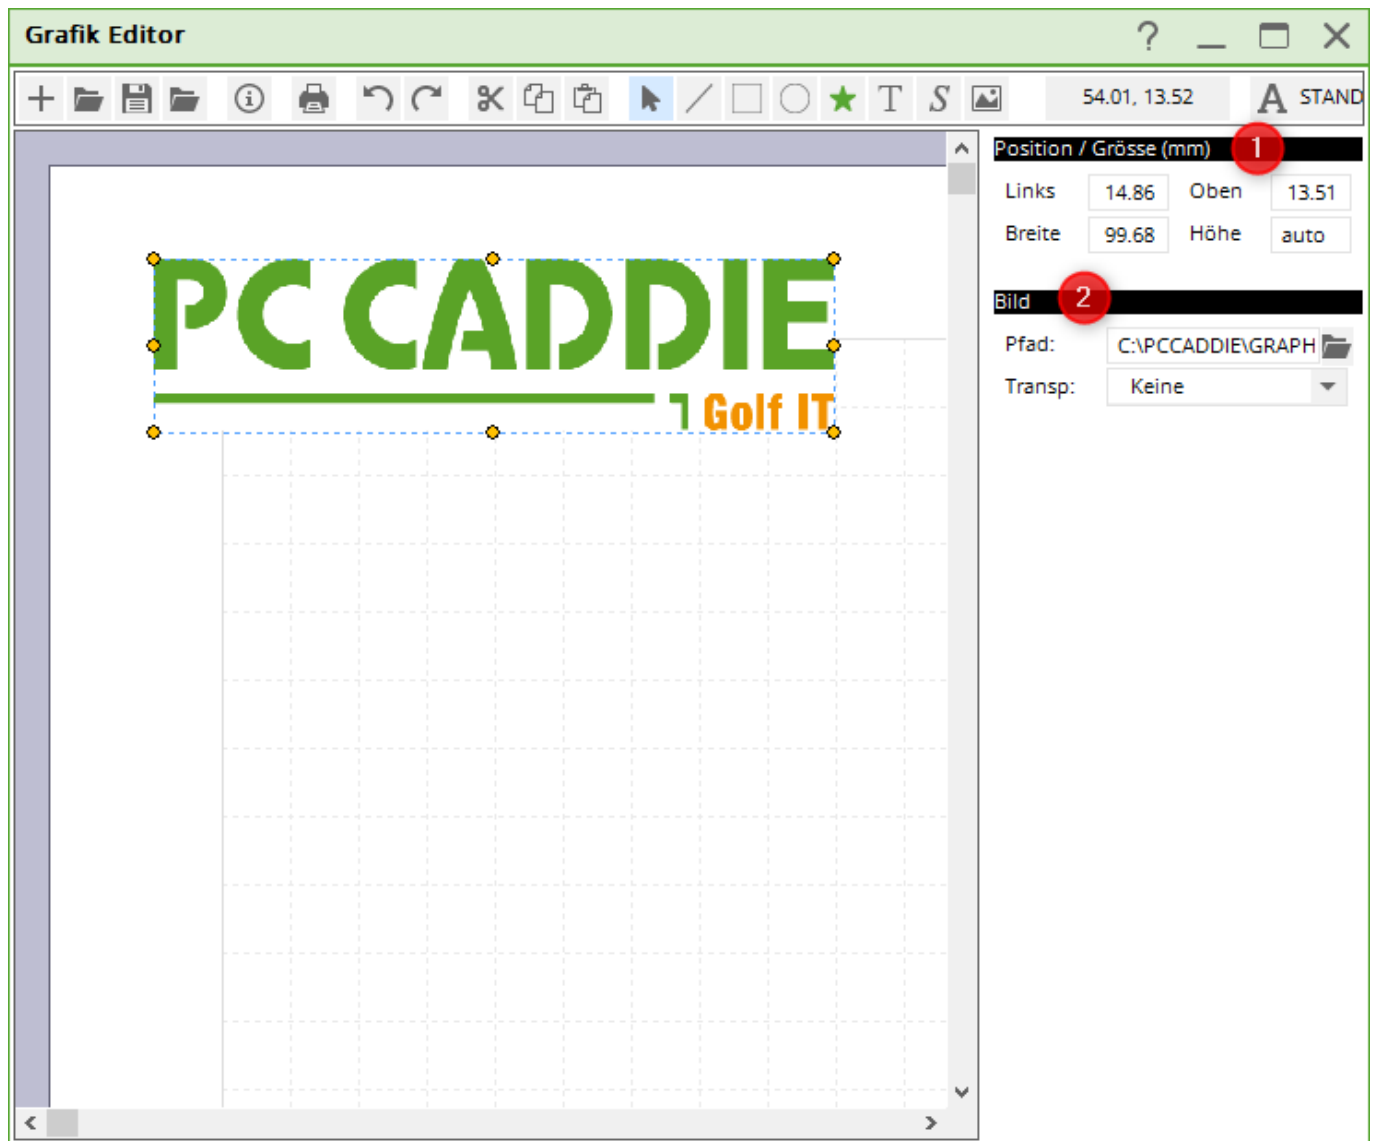 Grafik Editor
54.01, 13.52
A STAND
Position / Grösse (mm) 1
Links 14.86 Oben 13.51
Breite 99.68 Höhe auto
Bild 2
Pfad: C:\PCCADDIE\GRAPH
Transp: Keine
PC CADDIE
Golf IT